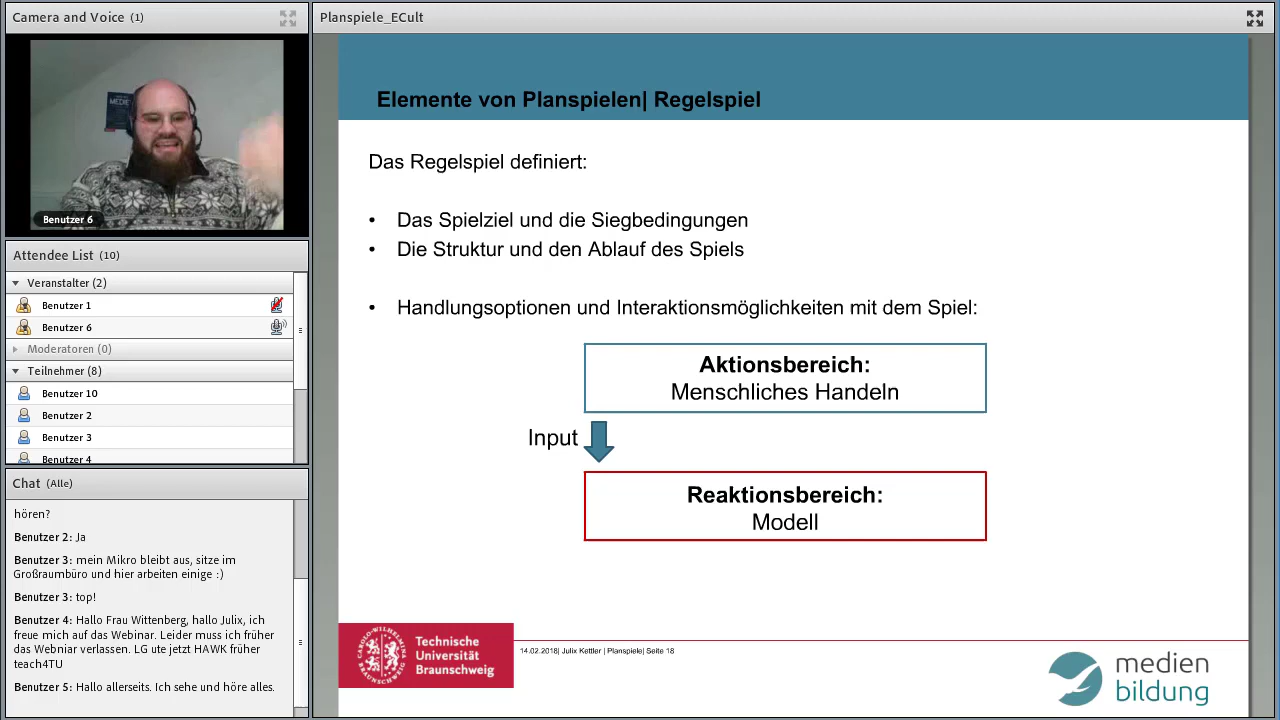 Camera and Voice (1)
Benutzer 6
Attendee List (10)
Veranstalter (2)
Benutzer 1
Benutzer 6
Moderatoren (0)
Teilnehmer (8)
Benutzer 10
Benutzer 2
Benutzer 3
Benutzer 4
Chat (Alle)
hören?
Benutzer 2: Ja
Benutzer 3: mein Mikro bleibt aus, sitze im
Großraumbüro und hier arbeiten einige :)
Benutzer 3: top!
Benutzer 4: Hallo Frau Wittenberg, hallo Julix, ich
freue mich auf das Webinar. Leider muss ich früher
das Webniar verlassen. LG ute jetzt HAWK früher
teach4TU
Benutzer 5: Hallo allerseits. Ich sehe und höre alles.
Planspiele_ECult
Elemente von Planspielen| Regelspiel
Das Regelspiel definiert:
• Das Spielziel und die Siegbedingungen
• Die Struktur und den Ablauf des Spiels
• Handlungsoptionen und Interaktionsmöglichkeiten mit dem Spiel:
Aktionsbereich:
Menschliches Handeln
Input
Reaktionsbereich:
Modell
Technische
Universität
Braunschweig
14.02.2018| Julix Kettler | Planspiele| Seite 18
medien
bildung